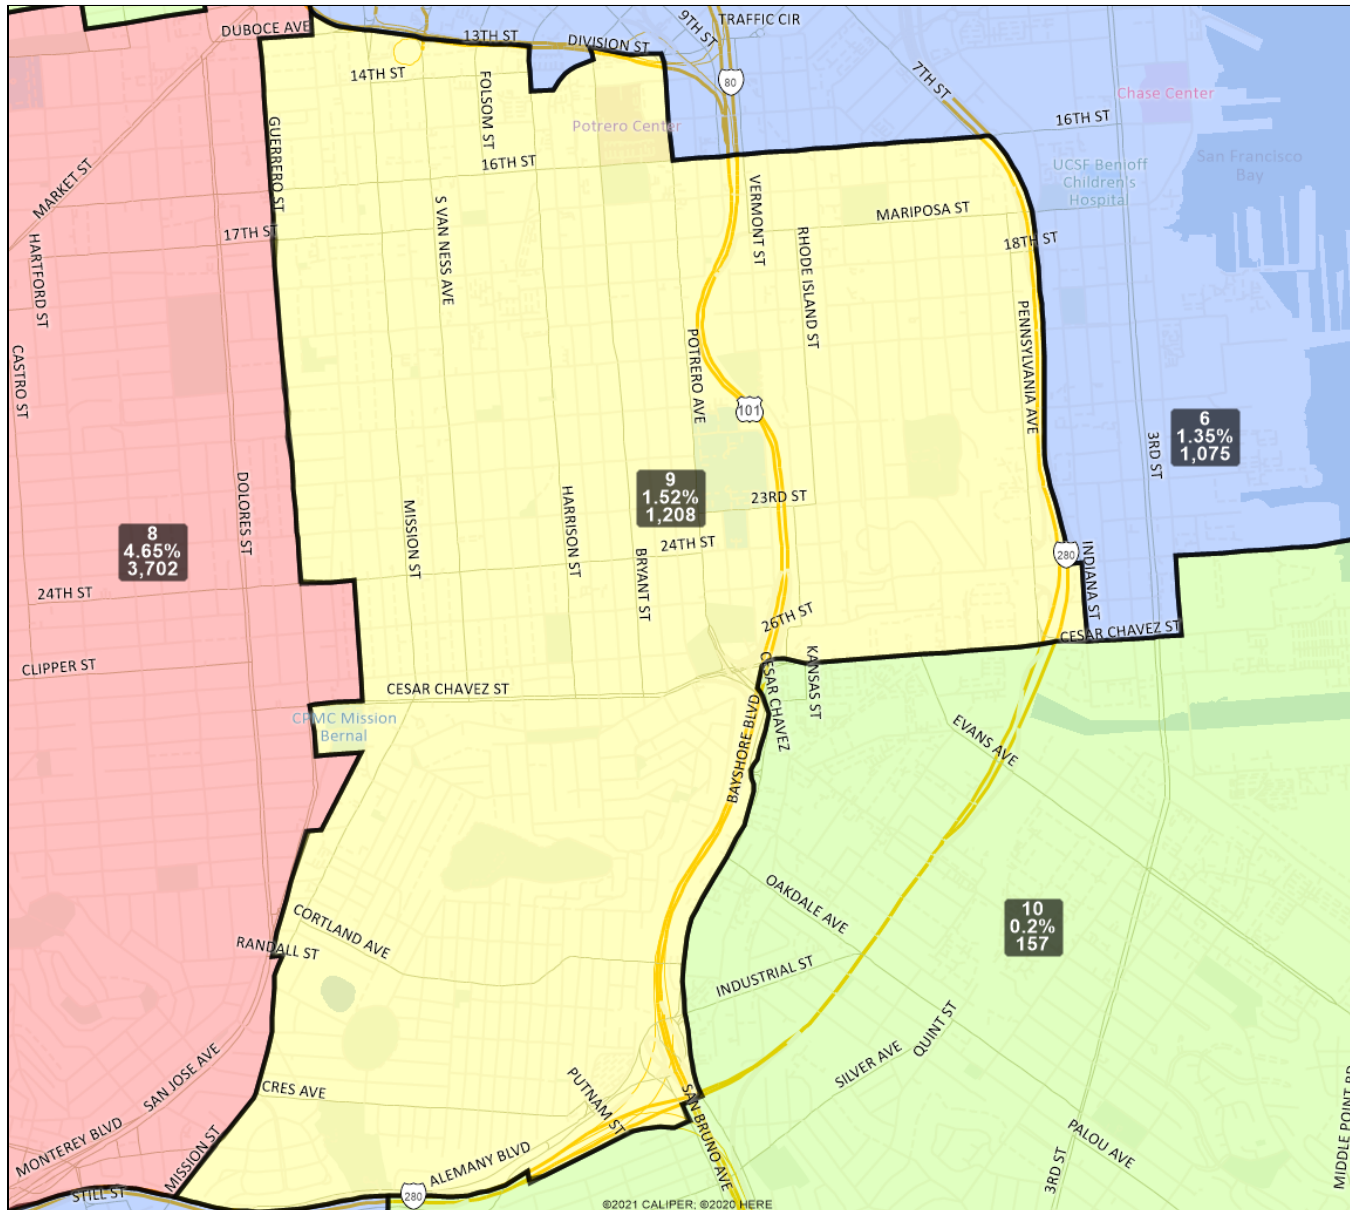 TRAFFIC CIR
9TH ST
DUBOCE AVE
13TH ST
DIVISION ST
14TH ST
FOLSOM ST
80
7TH ST
Chase Center
16TH ST
Potrero Center
GUERRERO ST
16TH ST
MARKET ST
UCSF Benioff
Children's
Hospital
San Francisco
Bay
VERMONT ST
S VAN NESS AVE
MARIPOSA ST
17TH ST
HARTFORD ST
RHODE ISLAND ST
18TH ST
CASTRO ST
POTRERO AVE
PENNSYLVANIA AVE
101
6
1.35%
1,075
3RD ST
DOLORES ST
MISSION ST
HARRISON ST
9
1.52%
1,208
23RD ST
8
4.65%
3,702
BRYANT ST
24TH ST
280
INDIANA ST
24TH ST
26TH ST
CESAR CHAVEZ ST
CLIPPER ST
KANSAS ST
CESAR CHAVEZ
CESAR CHAVEZ ST
CPMC Mission
Bernal
BAYSHORE BLVD
EVANS AVE
OAKDALE AVE
10
0.2%
157
CORTLAND AVE
RANDALL ST
INDUSTRIAL ST
QUINT ST
SILVER AVE
SAN JOSE AVE
CRES AVE
PUTNAM ST
SAN BRUNO AVE
MONTEREY BLVD
MISSION ST
ALEMANY BLVD
PALOU AVE
3RD ST
MIDDLE POINT RD
STILL ST
280
©2021 CALIPER; ©2020 HERE